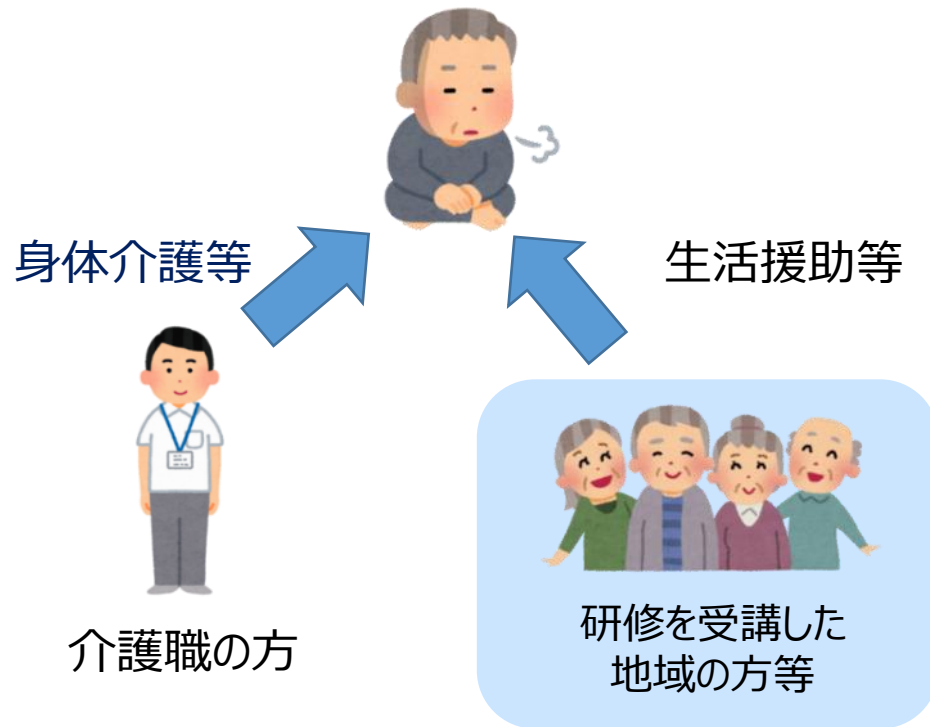 身体介護等
生活援助等
介護職の方
研修を受講した
地域の方等